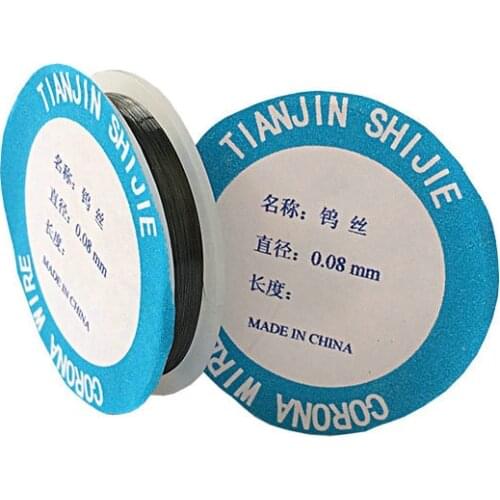 TIANJIN SHIJIE
名称：钨丝
直径：0.08 mm
长度：
MADE IN CHINA
CORONA WIRE
TIANJIN SHIJIE
名称：钨 丝
直径：0.08 mm
长度：
MADE IN CHINA
CORONA WIRE